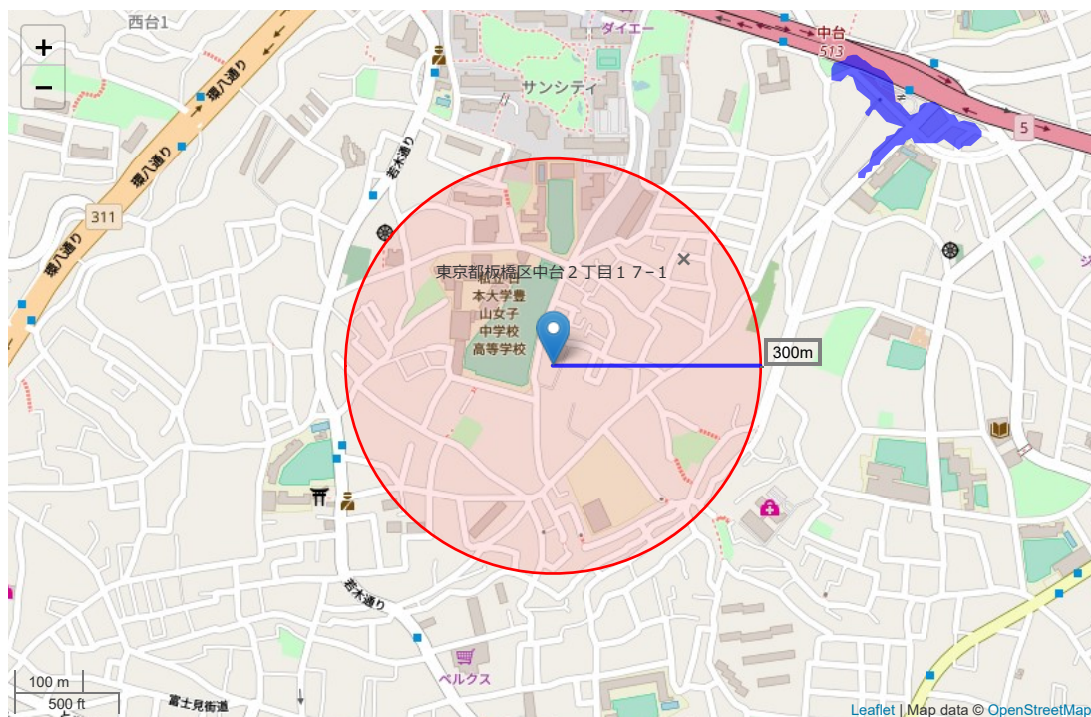 西台1
ダイエー
中台
513
+
−
環八通り
サンシティ
若木通り
環八通り
5
311
環八通り
東京都板橋区中台2丁目17-1
×
私立日
本大学豊
山女子
中学校
高等学校
300m
若木通り
ベルクス
100 m
500 ft
富士見街道
Leaflet | Map data © OpenStreetMap